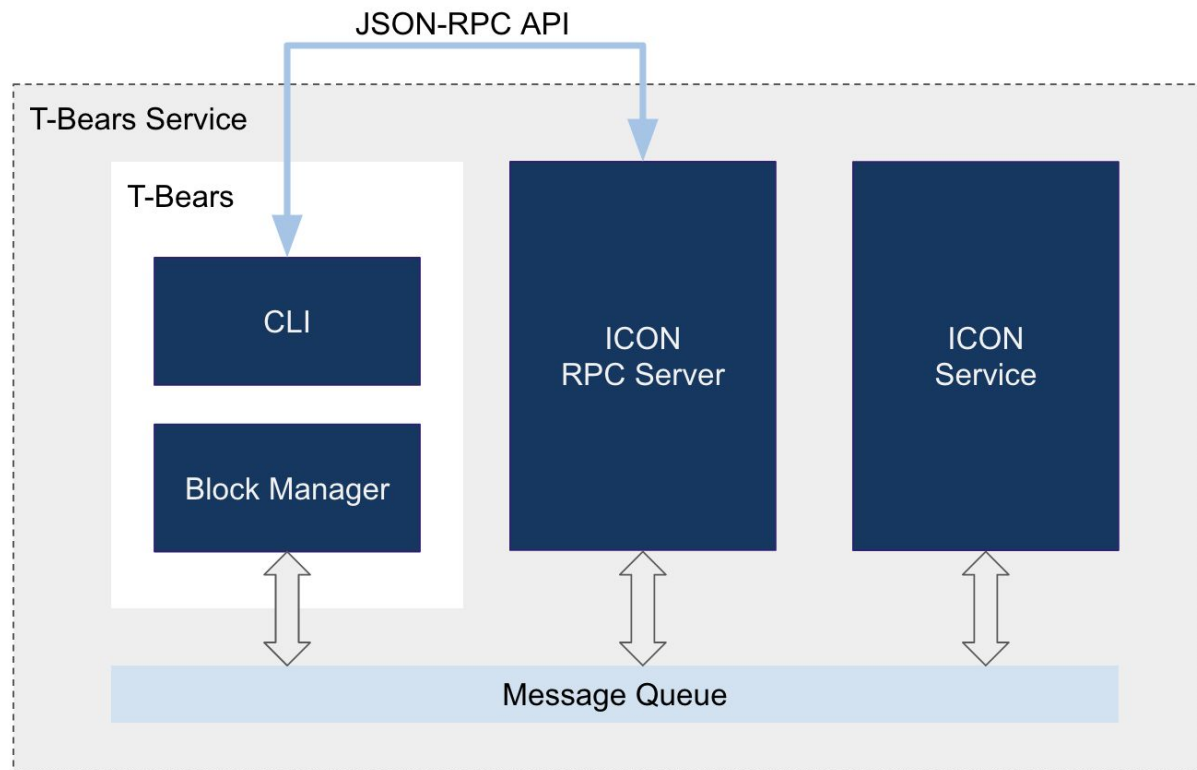 JSON-RPC API
T-Bears Service
T-Bears
CLI
Block Manager
ICON
RPC Server
ICON
Service
Message Queue